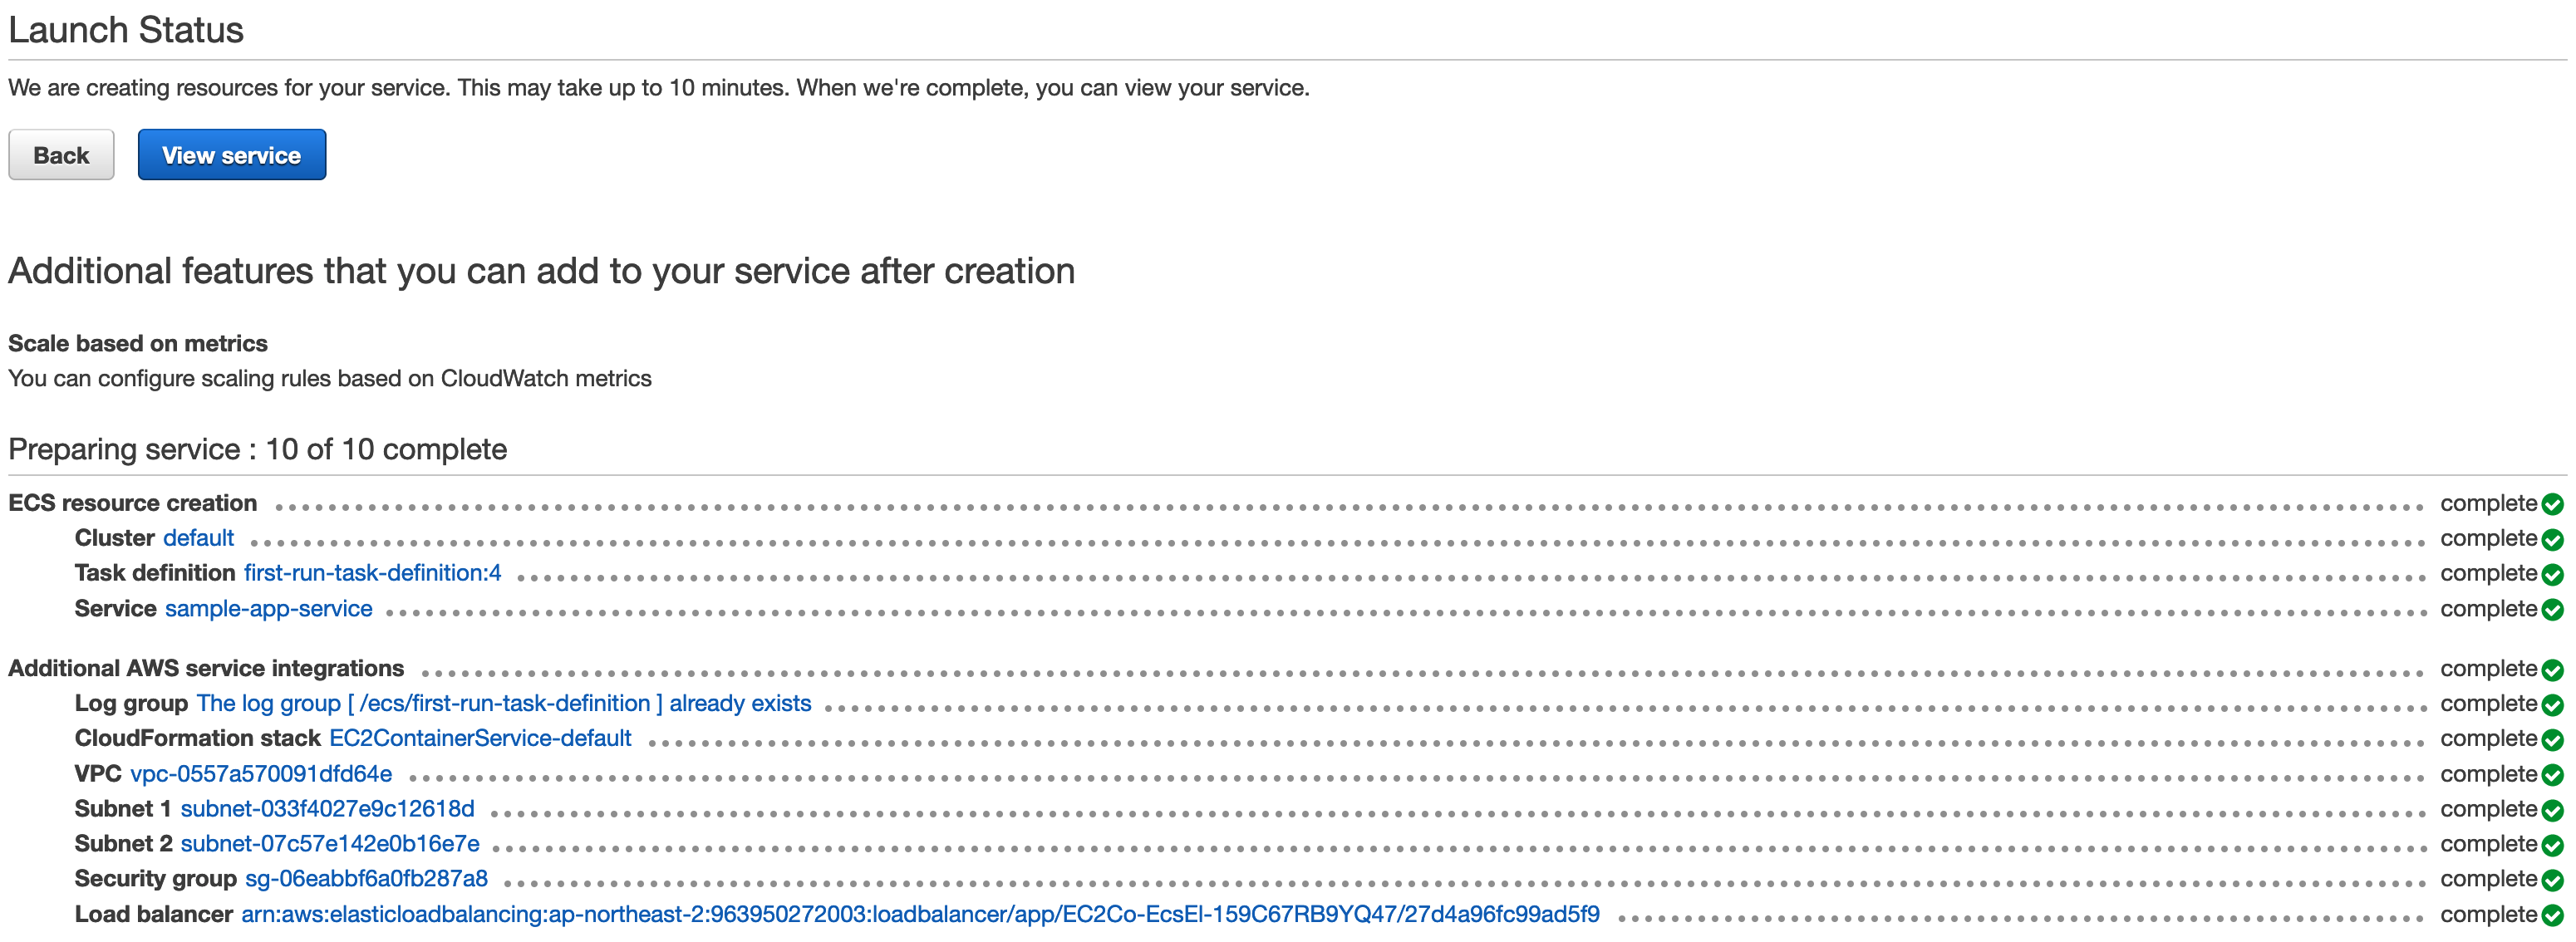 Launch Status
We are creating resources for your service. This may take up to 10 minutes. When we're complete, you can view your service.
Back View service
Additional features that you can add to your service after creation
Scale based on metrics
You can configure scaling rules based on CloudWatch metrics
Preparing service : 10 of 10 complete
ECS resource creation complete
Cluster default complete
Task definition first-run-task-definition:4 complete
Service sample-app-service complete
Additional AWS service integrations complete
Log group The log group [ /ecs/first-run-task-definition ] already exists complete
CloudFormation stack EC2ContainerService-default complete
VPC vpc-0557a570091dfd64e complete
Subnet 1 subnet-033f4027e9c12618d complete
Subnet 2 subnet-07c57e142e0b16e7e complete
Security group sg-06eabbf6a0fb287a8 complete
Load balancer arn:aws:elasticloadbalancing:ap-northeast-2:963950272003:loadbalancer/app/EC2Co-EcsEl-159C67RB9YQ47/27d4a96fc99ad5f9 complete